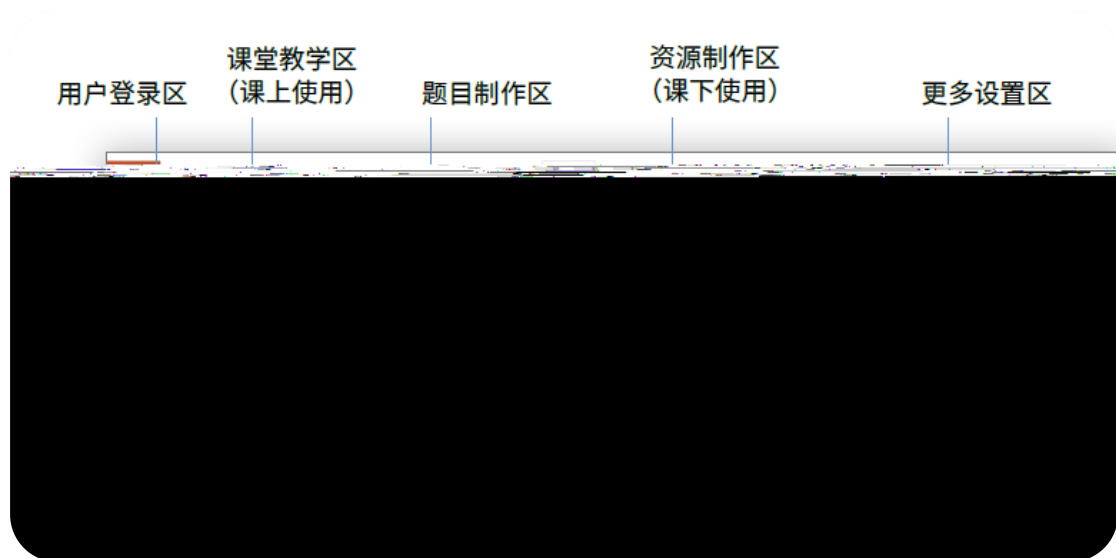 用户登录区
课堂教学区
（课上使用）
题目制作区
资源制作区
（课下使用）
更多设置区